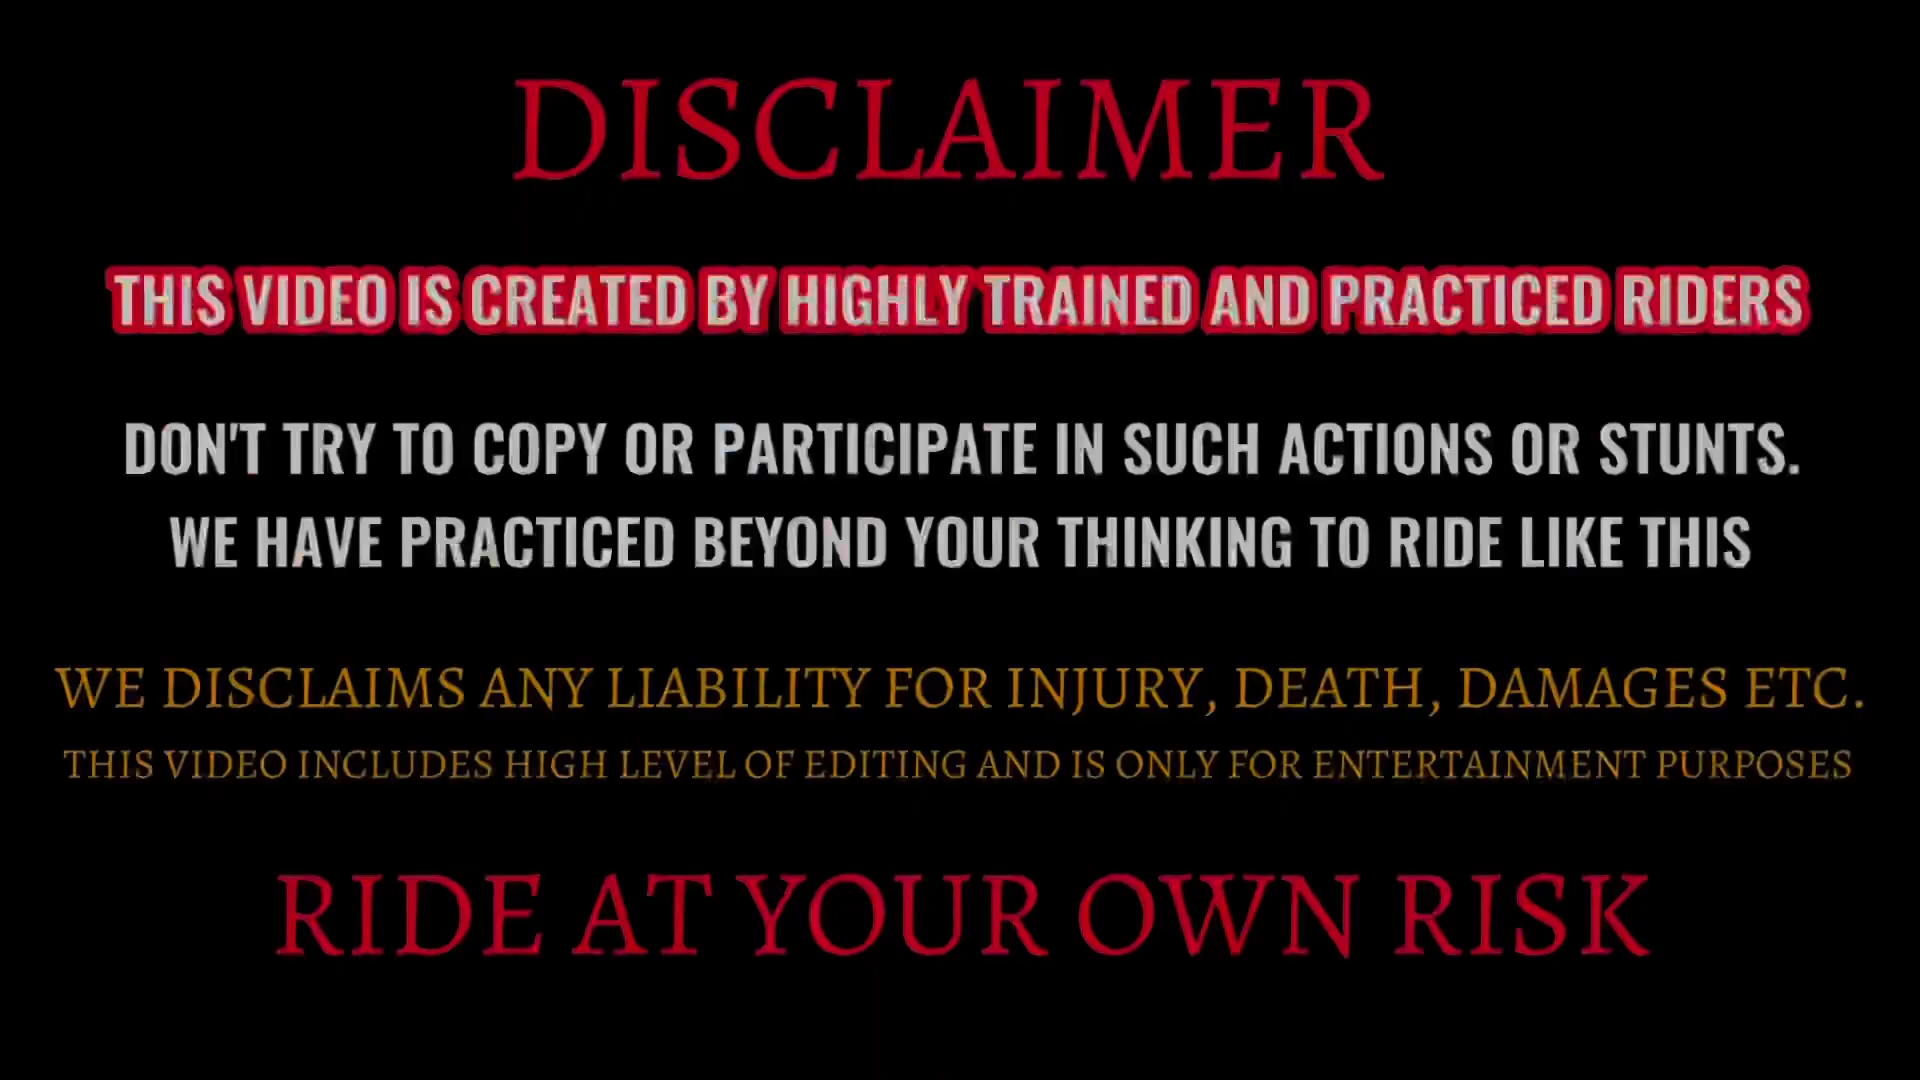 DISCLAIMER
THIS VIDEO IS CREATED BY HIGHLY TRAINED AND PRACTICED RIDERS
DON'T TRY TO COPY OR PARTICIPATE IN SUCH ACTIONS OR STUNTS.
WE HAVE PRACTICED BEYOND YOUR THINKING TO RIDE LIKE THIS
WE DISCLAIMS ANY LIABILITY FOR INJURY, DEATH, DAMAGES ETC.
THIS VIDEO INCLUDES HIGH LEVEL OF EDITING AND IS ONLY FOR ENTERTAINMENT PURPOSES
RIDE AT YOUR OWN RISK